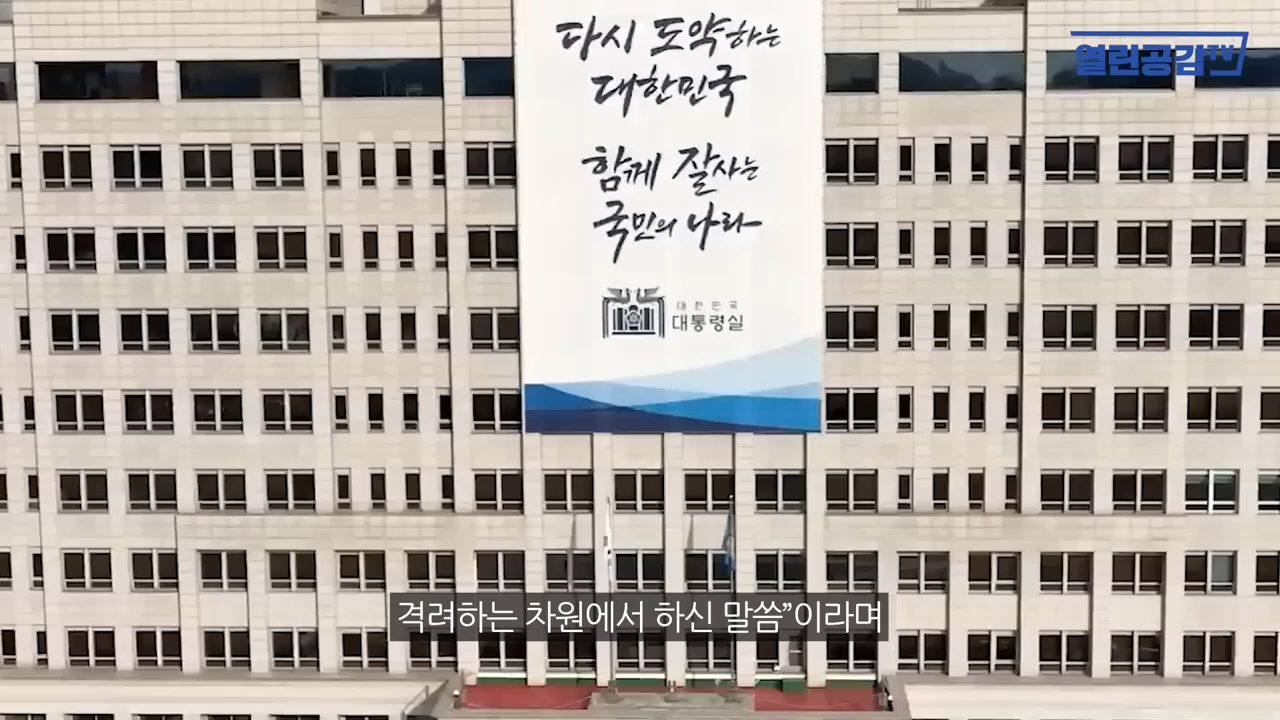 다시 도약하는
대한민국
함께 잘사는
국민의 나라
대한민국
대통령실
열린공감TV
격려하는 차원에서 하신 말씀”이라며